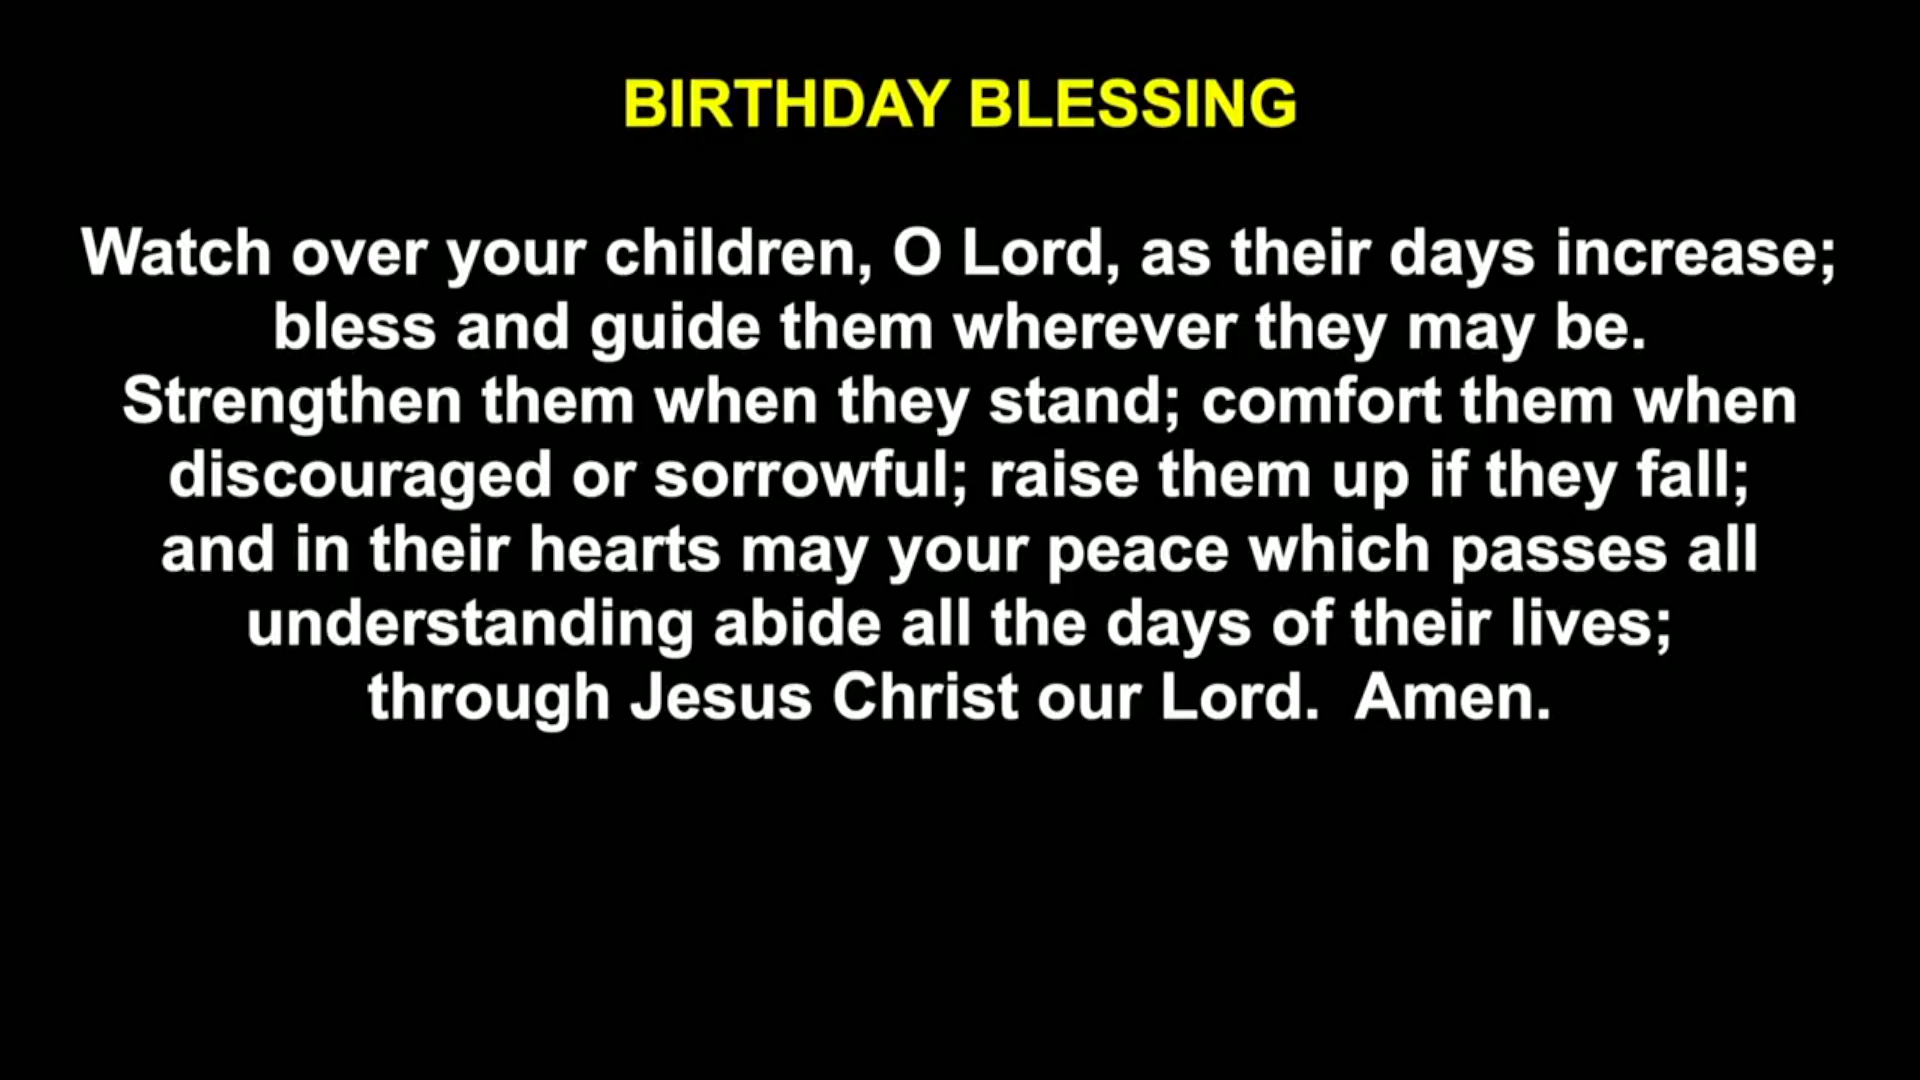 BIRTHDAY BLESSING
Watch over your children, O Lord, as their days increase;
bless and guide them wherever they may be.
Strengthen them when they stand; comfort them when
discouraged or sorrowful; raise them up if they fall;
and in their hearts may your peace which passes all
understanding abide all the days of their lives;
through Jesus Christ our Lord.  Amen.